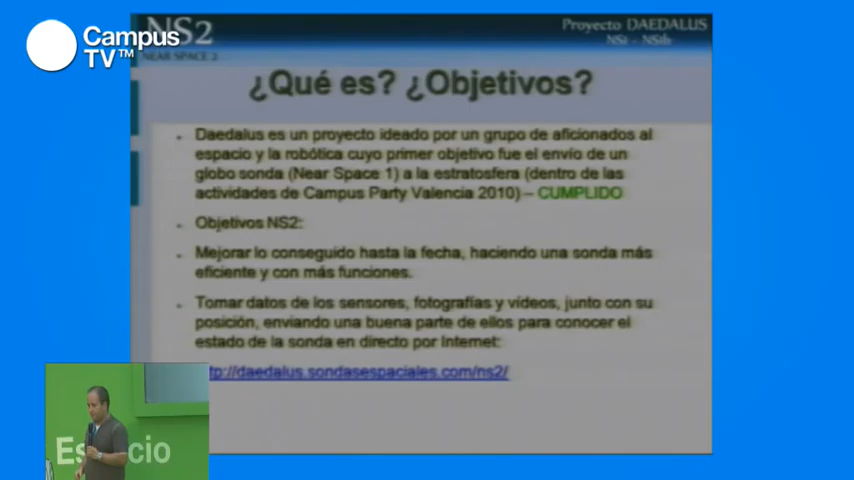 Campus
TV™
NS2
NEAR SPACE 2
Proyecto DAEDALUS
¿Qué es? ¿Objetivos?
Daedalus es un proyecto ideado por un grupo de aficionados al
espacio y la robótica cuyo primer objetivo fue el envío de un
globo sonda (Near Space 1) a la estratosfera (dentro de las
actividades de Campus Party Valencia 2010) – CUMPLIDO
Objetivos NS2:
Mejorar lo conseguido hasta la fecha, haciendo una sonda más
eficiente y con más funciones.
Tomar datos de los sensores, fotografías y vídeos, junto con su
posición, enviando una buena parte de ellos para conocer el
estado de la sonda en directo por Internet:
tp://daedalus.sondasespaciales.com/ns2/
Es cio